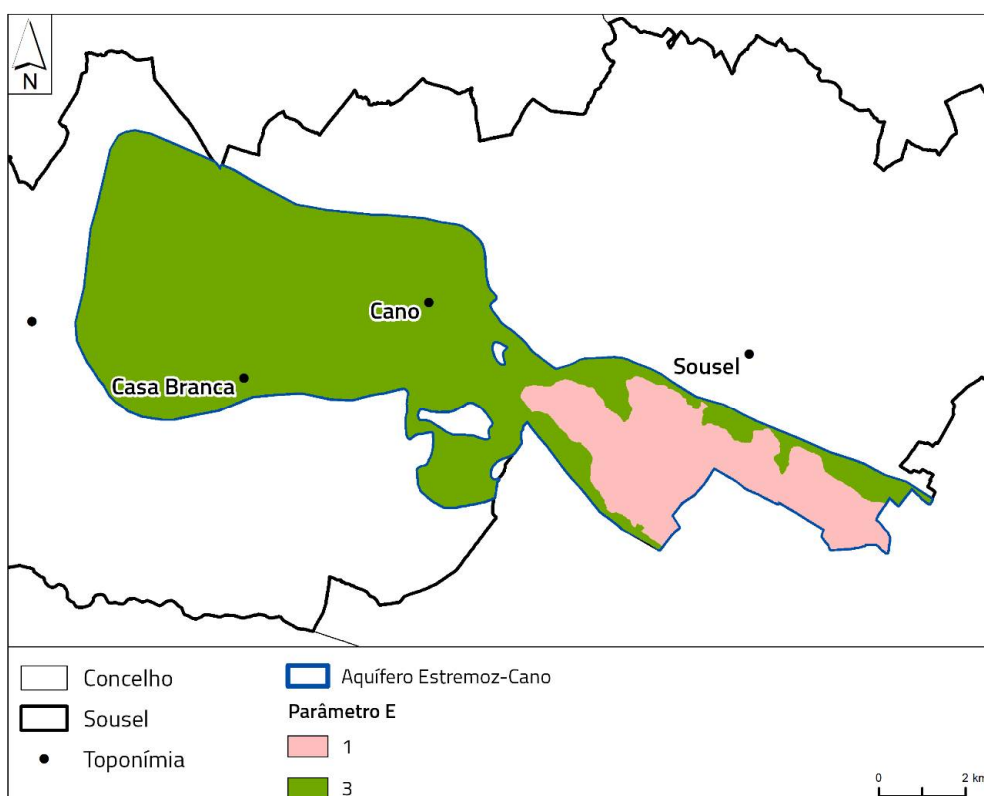 N
Cano
Sousel
Casa Branca
Concelho
Sousel
Toponímia
Aquífero Estremoz-Cano
Parâmetro E
1
3
0 2 km